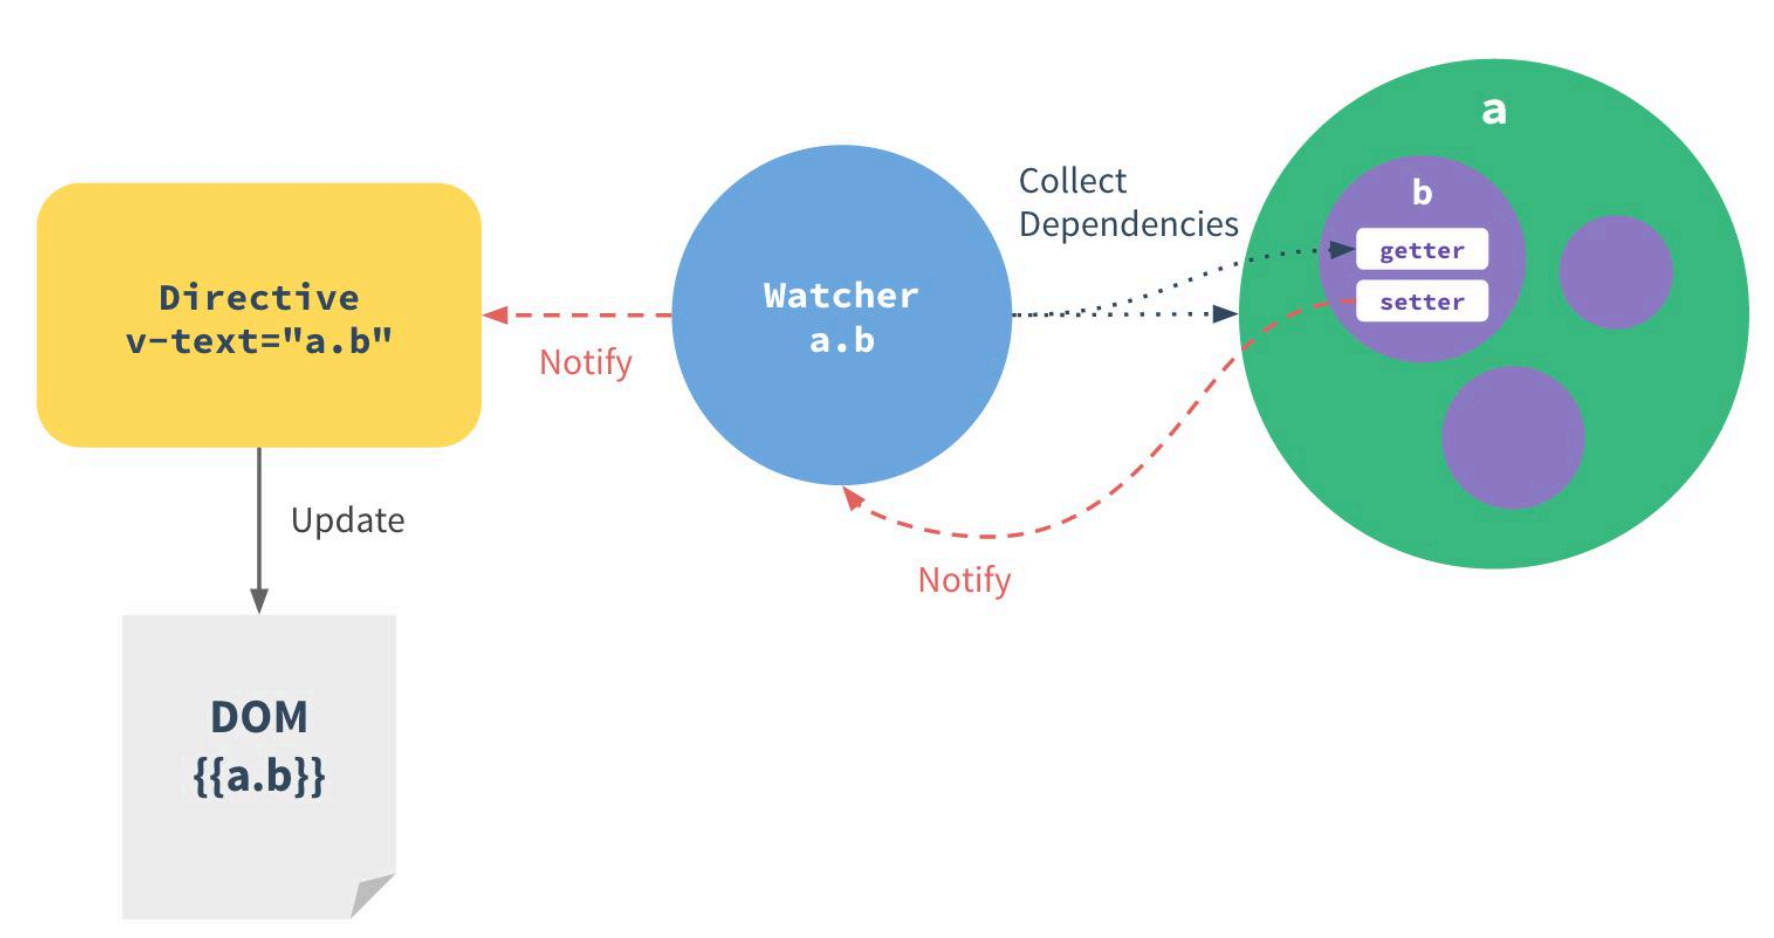 Directive
v-text="a.b"
Notify
Watcher
a.b
Collect
Dependencies
a
b
getter
setter
Notify
Update
DOM
{{a.b}}